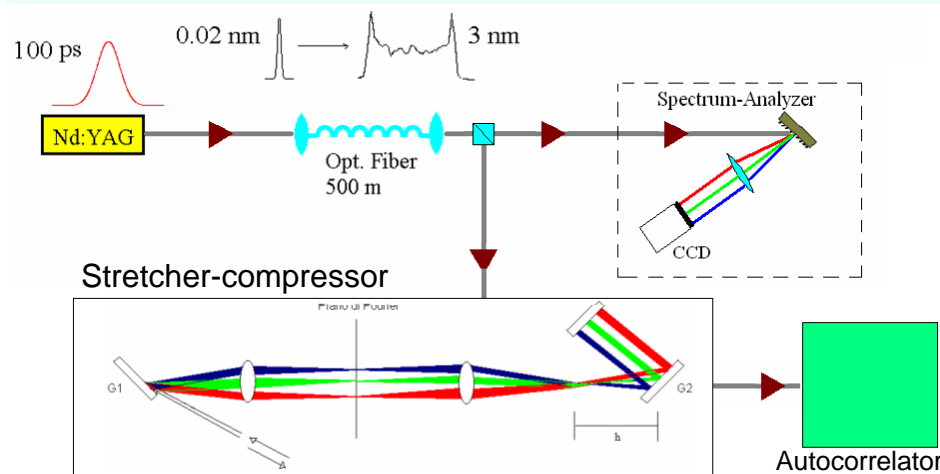 0.02 nm
3 nm
100 ps
Spectrum-Analyzer
Nd:YAG
Opt. Fiber
500 m
CCD
Stretcher-compressor
Piano di Fourier
G1
G2
h
Autocorrelator